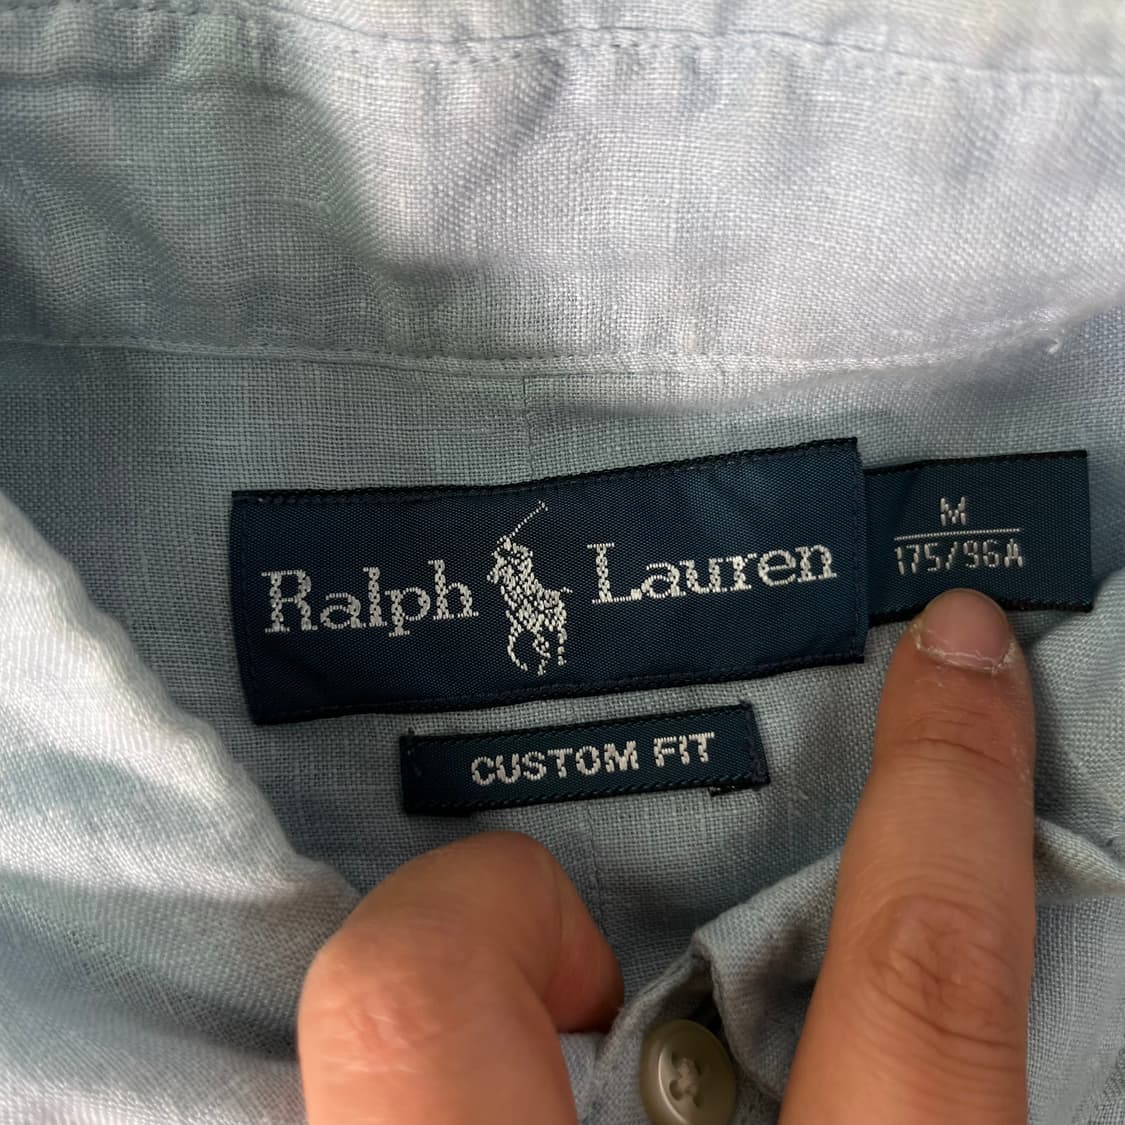 Ralph Lauren
M
175/96A
CUSTOM FIT